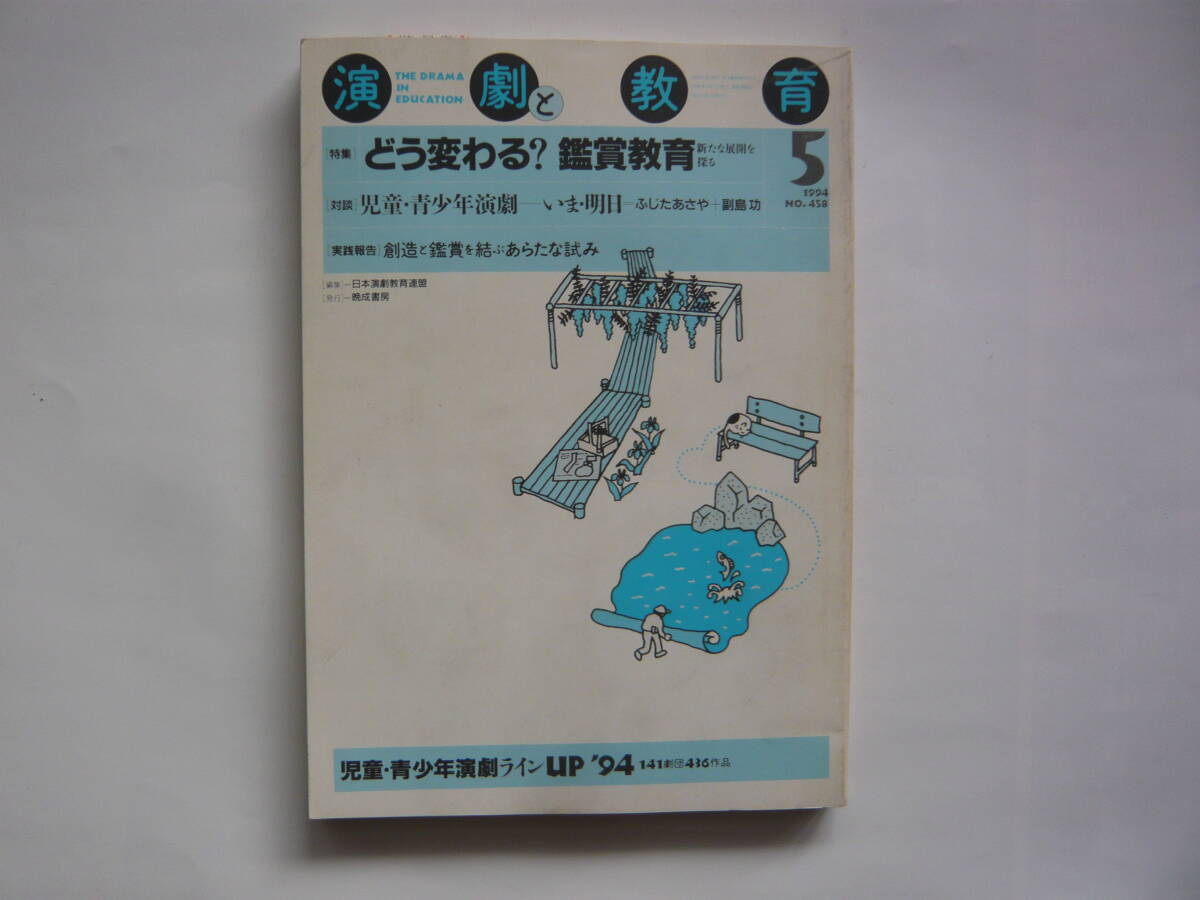 演劇と教育
THE DRAMA
IN
EDUCATION
[特集] どう変わる?鑑賞教育 新たな展開を
探る
5
1994
NO.458
[対談] 児童・青少年演劇──いま・明日─ふじたあさや+副島功
[実践報告] 創造と鑑賞を結ぶあらたな試み
[編集]─日本演劇教育連盟
[発行]─晩成書房
児童・青少年演劇ラインUP '94 141劇団436作品